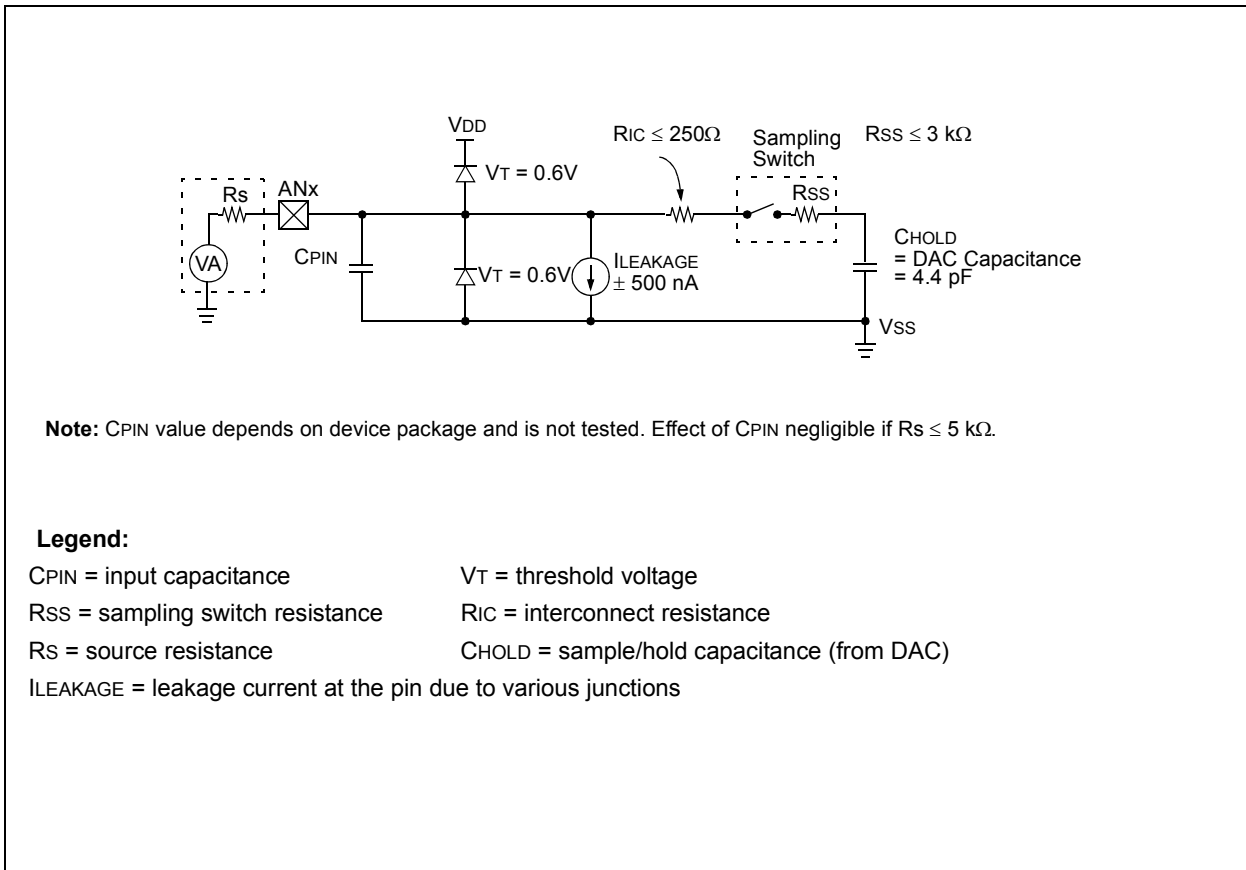 VDD
RIC ≤ 250Ω
Sampling
Switch
RSS ≤ 3 kΩ
VT = 0.6V
Rs
ANx
RSS
VA
CPIN
VT = 0.6V
ILEAKAGE
± 500 nA
CHOLD
= DAC Capacitance
= 4.4 pF
VSS
Note: CPIN value depends on device package and is not tested. Effect of CPIN negligible if Rs ≤ 5 kΩ.
Legend:
CPIN = input capacitance
VT = threshold voltage
RSS = sampling switch resistance
RIC = interconnect resistance
RS = source resistance
CHOLD = sample/hold capacitance (from DAC)
ILEAKAGE = leakage current at the pin due to various junctions